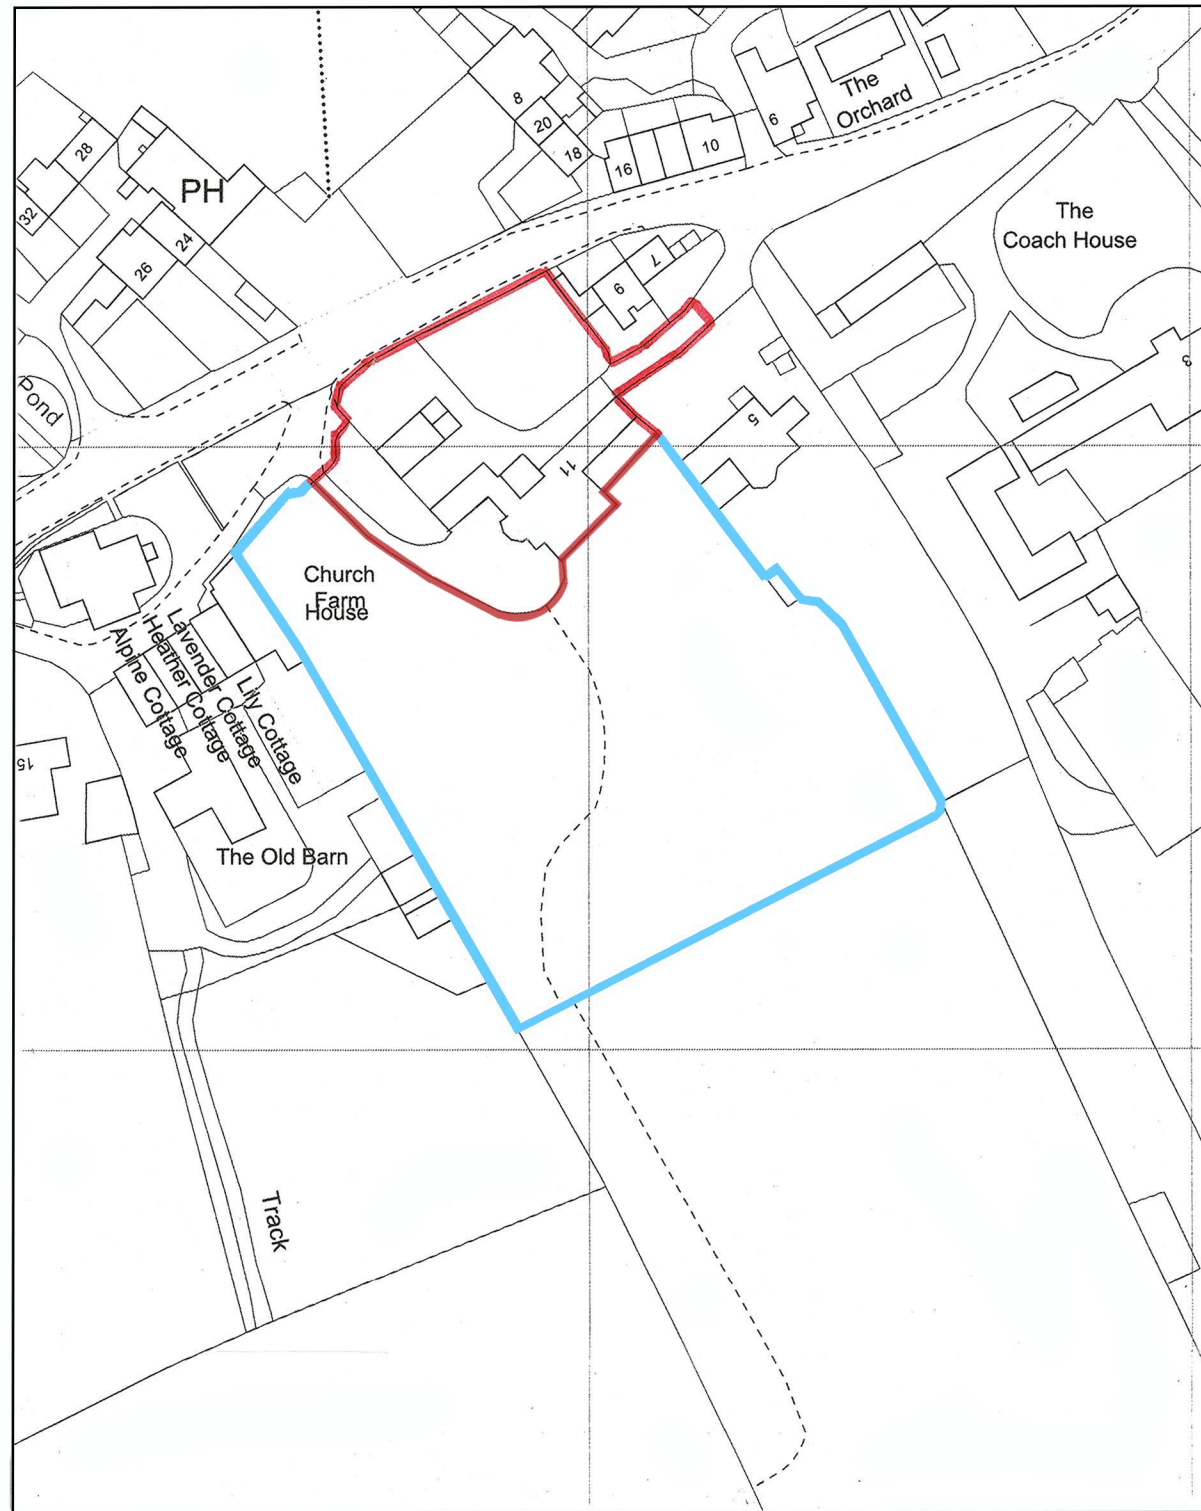 8
20
18
16
10
6
The
Orchard
28
PH
32
24
26
The
Coach House
7
6
3
Pond
5
11
Church
Farm
House
Lavender Cottage
Heather Cottage
Alpine Cottage
Lily Cottage
15
The Old Barn
Track